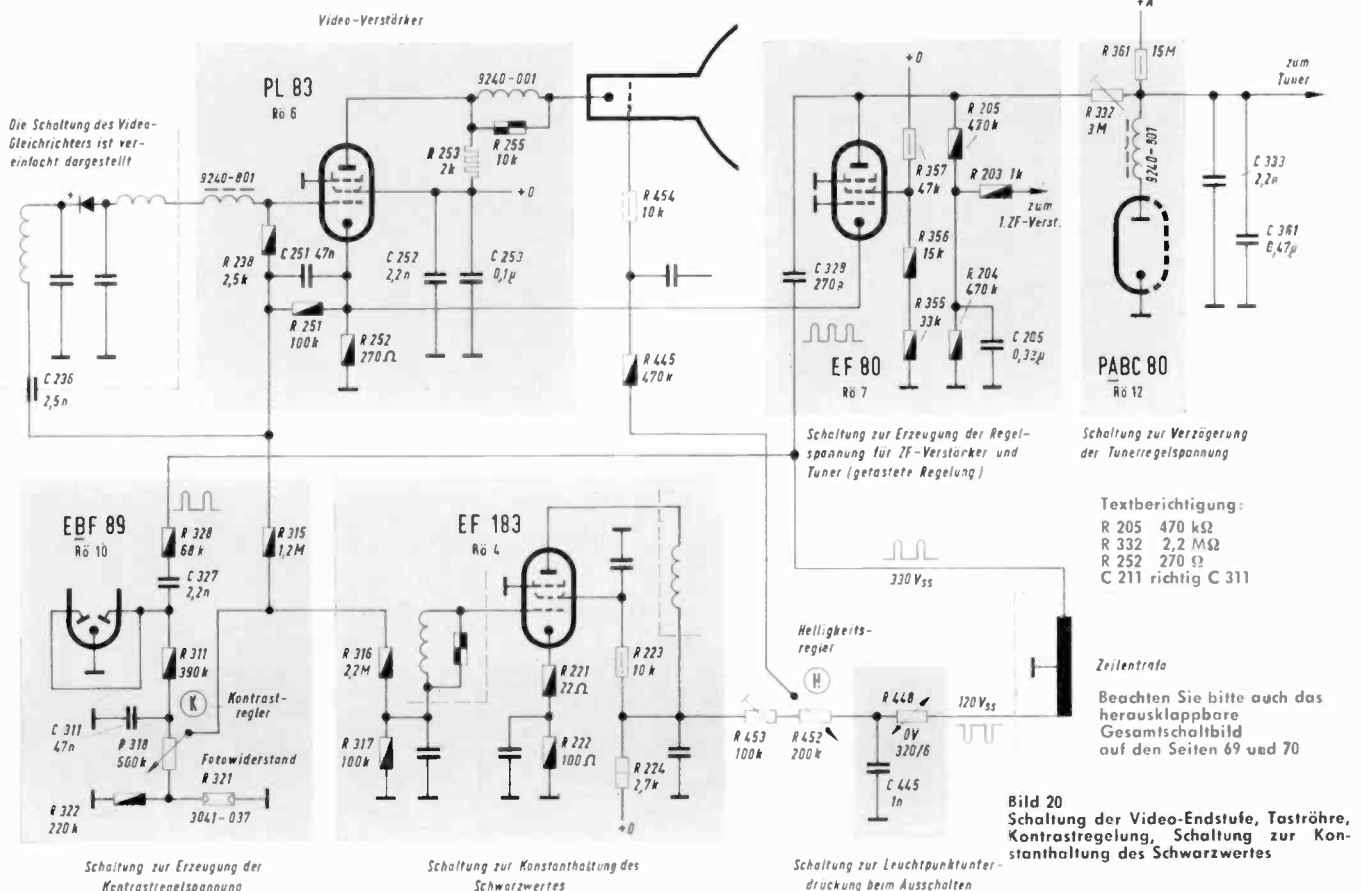 Video-Verstärker
Die Schaltung des Video-
Gleichrichters ist ver-
einfacht dargestellt
PL 83
Rö 6
9240-001
R 255
10k
R 253
2k
+D
9240-801
R 238
2,5k
C 251 47n
R 251
100k
R 252
270Ω
C 252
2,2n
C 253
0,1µ
C 236
2,5n
R 454
10k
R 445
470k
+D
R 357
47k
R 205
470k
R 203 1k
zum
1.ZF-Verst.
R 356
15k
R 204
470k
R 355
33k
C 205
0,33µ
C 329
270p
EF 80
Rö 7
Schaltung zur Erzeugung der Regel-
spannung für ZF-Verstärker und
Tuner (getastete Regelung)
+A
R 361
15M
zum
Tuner
R 332
3M
9240-801
C 333
2,2n
C 361
0,47µ
PABC 80
Rö 12
Schaltung zur Verzögerung
der Tunerregelspannung
Textberichtigung:
R 205 470 kΩ
R 332 2,2 MΩ
R 252 270 Ω
C 211 richtig C 311
EBF 89
Rö 10
R 328
68k
C 327
2,2n
R 315
1,2M
R 311
390k
K
Kontrast-
regler
C 311
47n
R 318
500k
Fotowiderstand
R 321
R 322
220k
3041-037
Schaltung zur Erzeugung der
Kontrastregelspannung
EF 183
Rö 4
R 316
2,2M
R 317
100k
R 221
22Ω
R 222
100Ω
R 223
10k
R 224
2,7k
+D
Schaltung zur Konstanthaltung des
Schwarzwertes
Helligkeits-
regler
H
R 453
100k
R 452
200k
R 448
OV
320/6
C 445
1n
120 Vss
330 Vss
Schaltung zur Leuchtpunktunter-
drückung beim Ausschalten
Zeilentrafo
Beachten Sie bitte auch das
herausklappbare
Gesamtschaltbild
auf den Seiten 69 und 70
Bild 20
Schaltung der Video-Endstufe, Taströhre,
Kontrastregelung, Schaltung zur Kon-
stanthaltung des Schwarzwertes